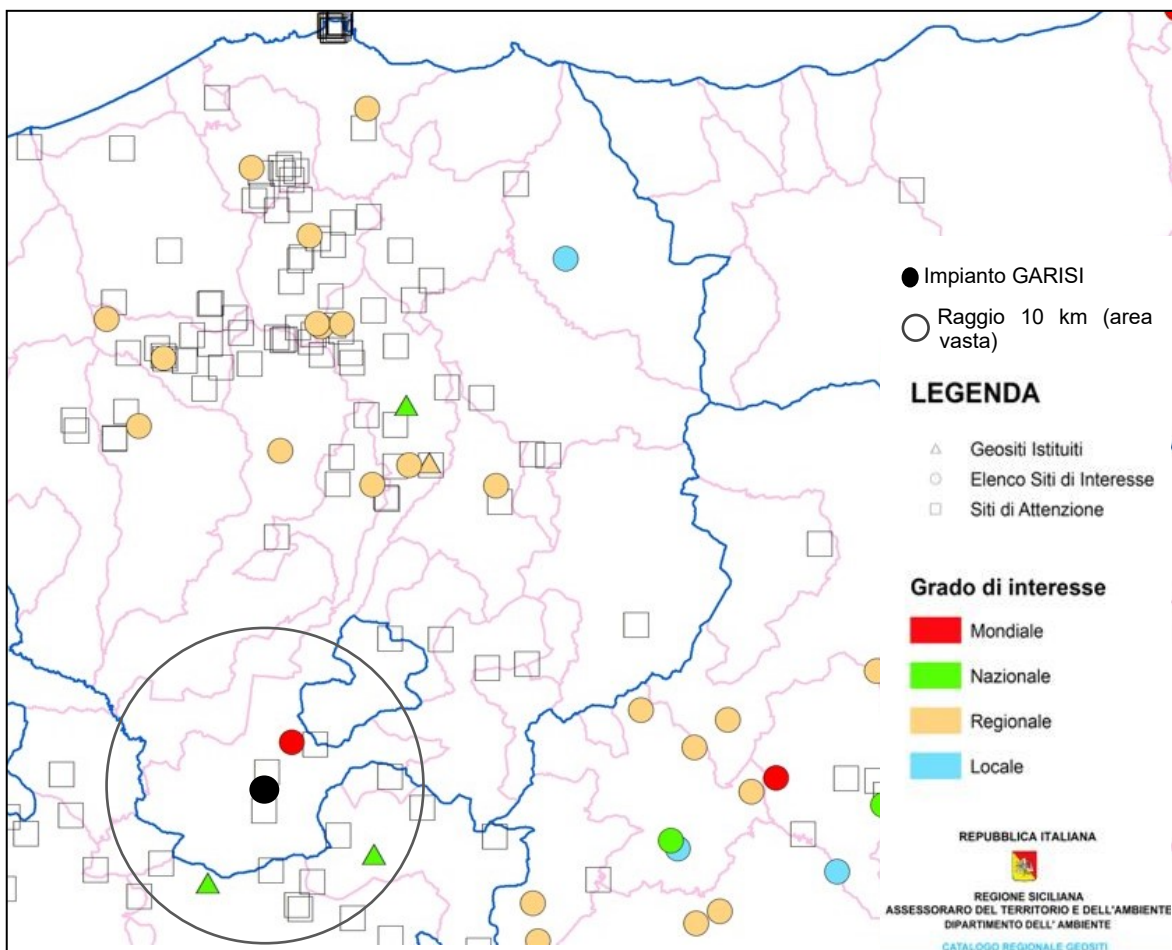 Impianto GARISI
Raggio 10 km (area
vasta)
LEGENDA
Geositi Istituiti
Elenco Siti di Interesse
Siti di Attenzione
Grado di interesse
Mondiale
Nazionale
Regionale
Locale
REPUBBLICA ITALIANA
REGIONE SICILIANA
ASSESSORARO DEL TERRITORIO E DELL'AMBIENTE
DIPARTIMENTO DELL' AMBIENTE
CATALOGO REGIONALE GEOSITI